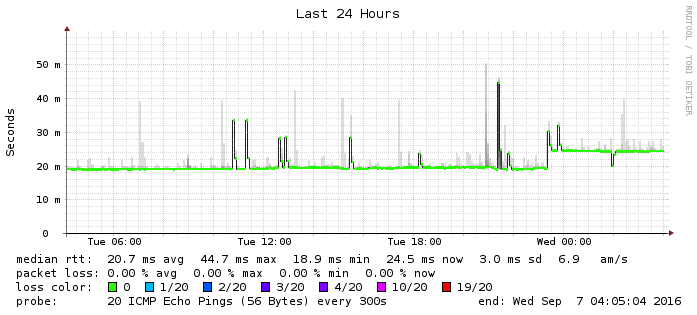 Last 24 Hours
RRDTOOL / TOBI OETIKER
Seconds
50 m
40 m
30 m
20 m
10 m
0
Tue 06:00 Tue 12:00 Tue 18:00 Wed 00:00
median rtt: 20.7 ms avg 44.7 ms max 18.9 ms min 24.5 ms now 3.0 ms sd 6.9 am/s
packet loss: 0.00 % avg 0.00 % max 0.00 % min 0.00 % now
loss color: 0 1/20 2/20 3/20 4/20 10/20 19/20
probe: 20 ICMP Echo Pings (56 Bytes) every 300s end: Wed Sep 7 04:05:04 2016